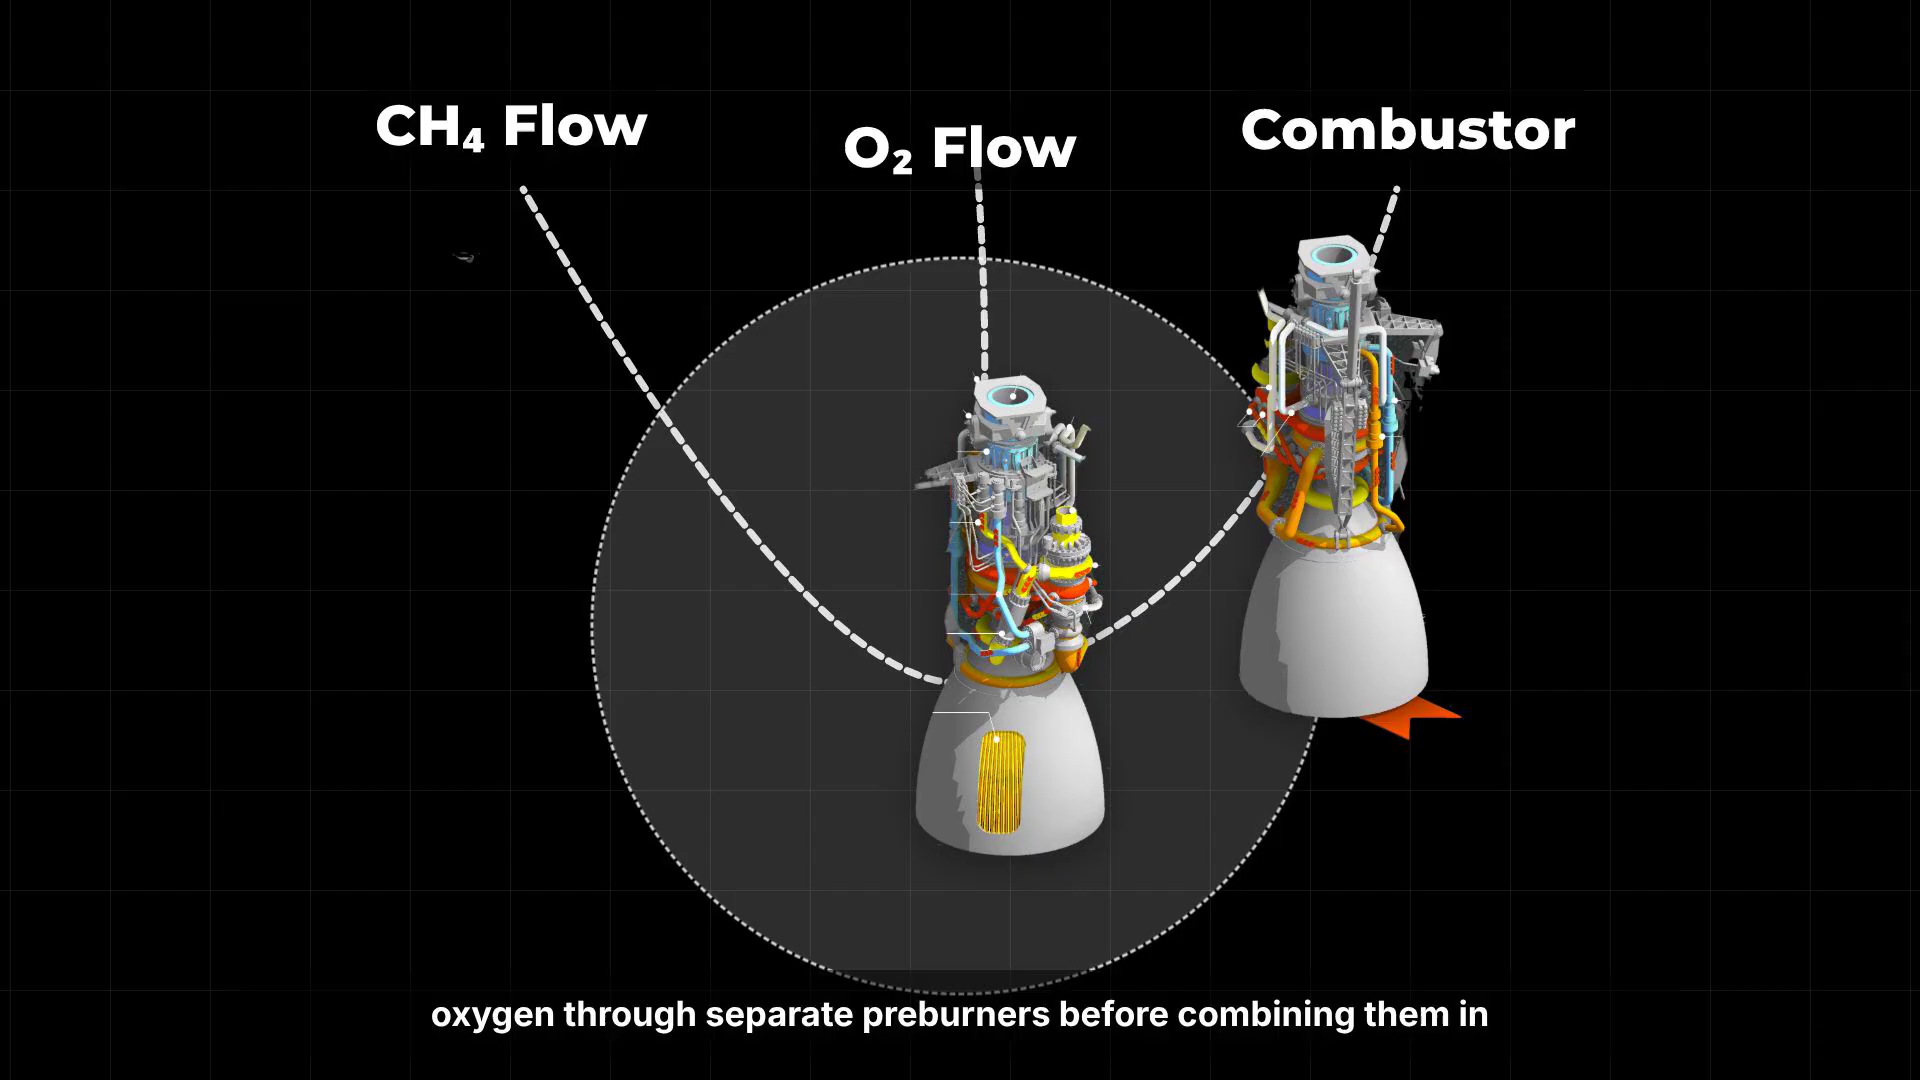 CH₄ Flow
O₂ Flow
Combustor
oxygen through separate preburners before combining them in